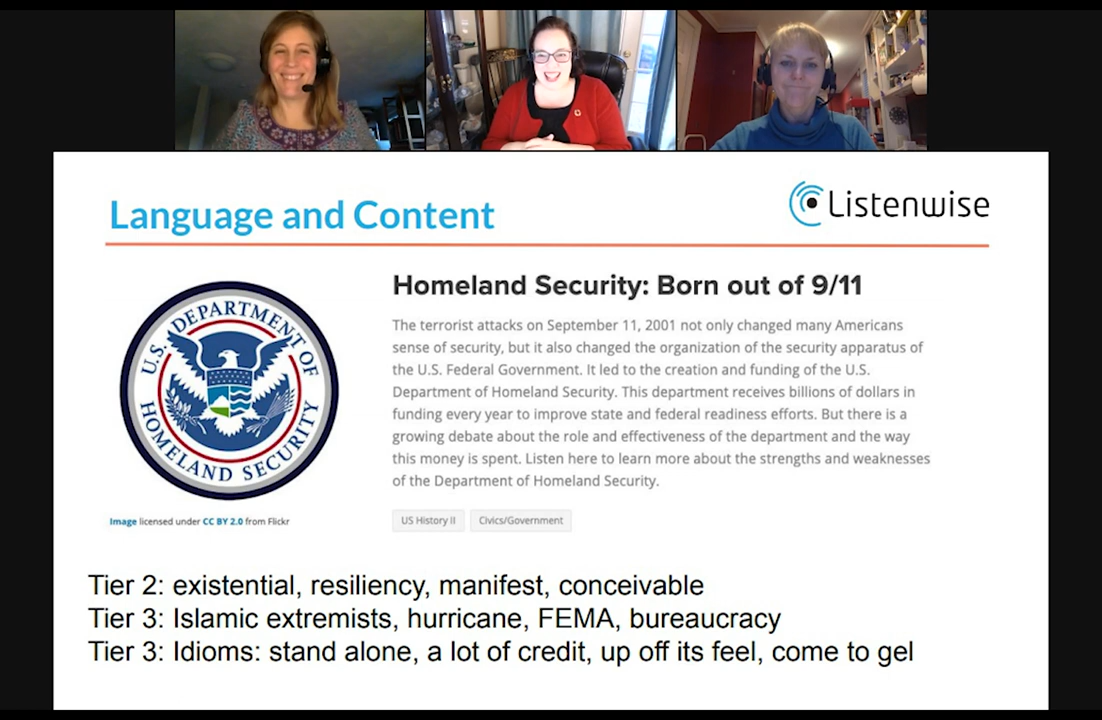 Language and Content
Listenwise
Homeland Security: Born out of 9/11
The terrorist attacks on September 11, 2001 not only changed many Americans
sense of security, but it also changed the organization of the security apparatus of
the U.S. Federal Government. It led to the creation and funding of the U.S.
Department of Homeland Security. This department receives billions of dollars in
funding every year to improve state and federal readiness efforts. But there is a
growing debate about the role and effectiveness of the department and the way
this money is spent. Listen here to learn more about the strengths and weaknesses
of the Department of Homeland Security.
U.S. DEPARTMENT OF
HOMELAND SECURITY
Image licensed under CC BY 2.0 from Flickr
US History II
Civics/Government
Tier 2: existential, resiliency, manifest, conceivable
Tier 3: Islamic extremists, hurricane, FEMA, bureaucracy
Tier 3: Idioms: stand alone, a lot of credit, up off its feel, come to gel